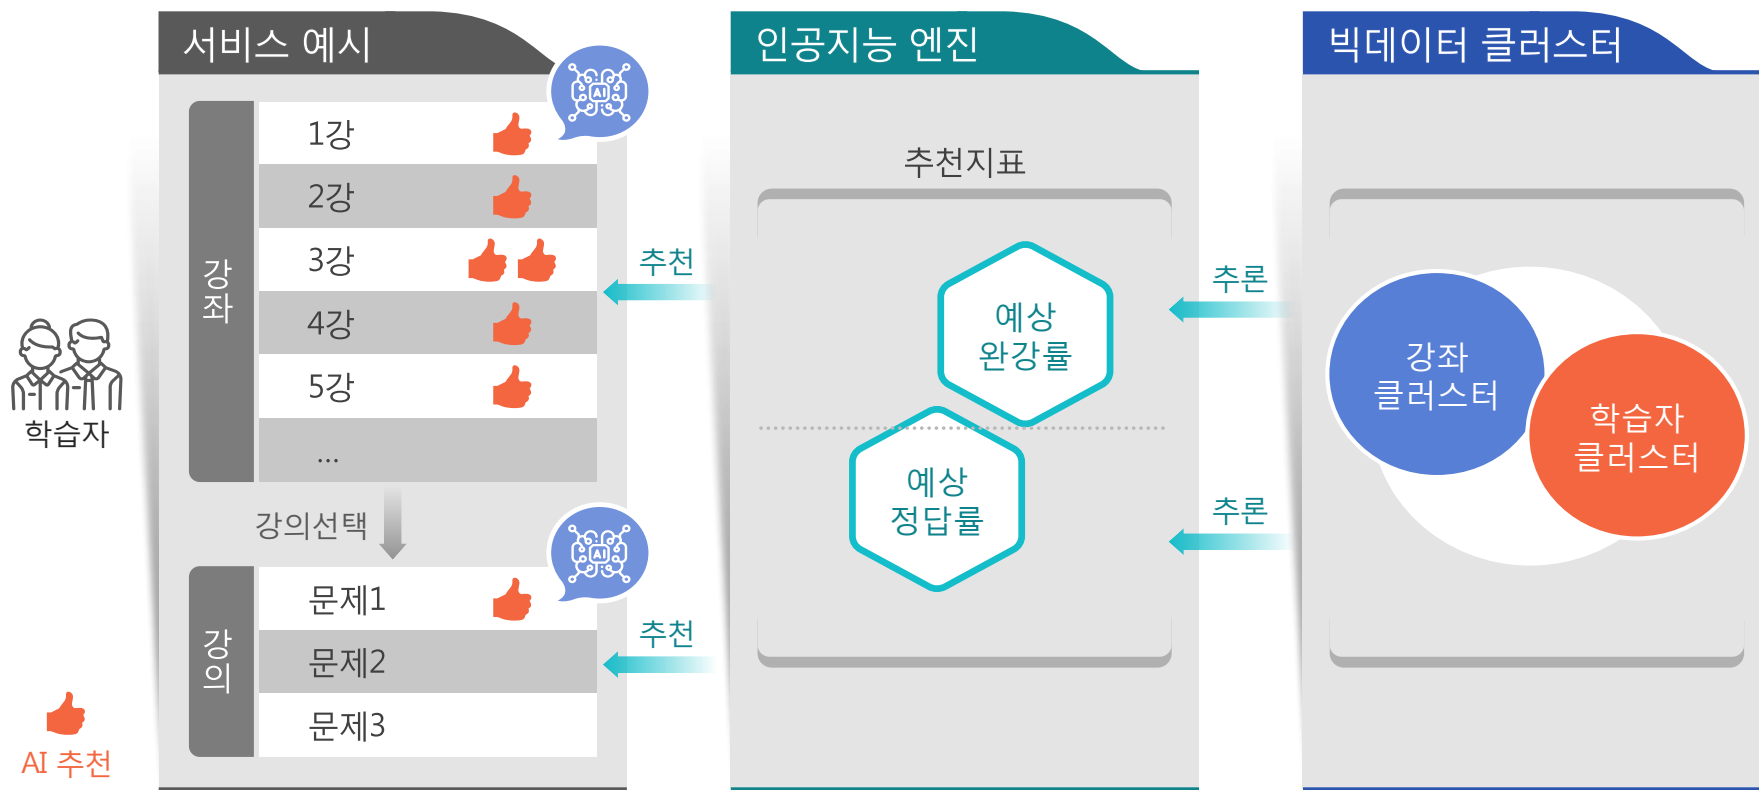 서비스 예시
인공지능 엔진
빅데이터 클러스터
AI
강좌
1강
2강
3강
4강
5강
...
강의선택
AI
강의
문제1
문제2
문제3
학습자
AI 추천
추천
추천
추천지표
예상
완강률
예상
정답률
추론
추론
강좌
클러스터
학습자
클러스터